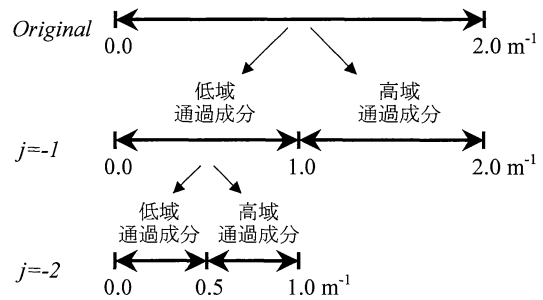 Original
0.0 2.0 m-1
低域 高域
通過成分 通過成分
j=-1
0.0 1.0 2.0 m-1
低域 高域
通過成分 通過成分
j=-2
0.0 0.5 1.0 m-1